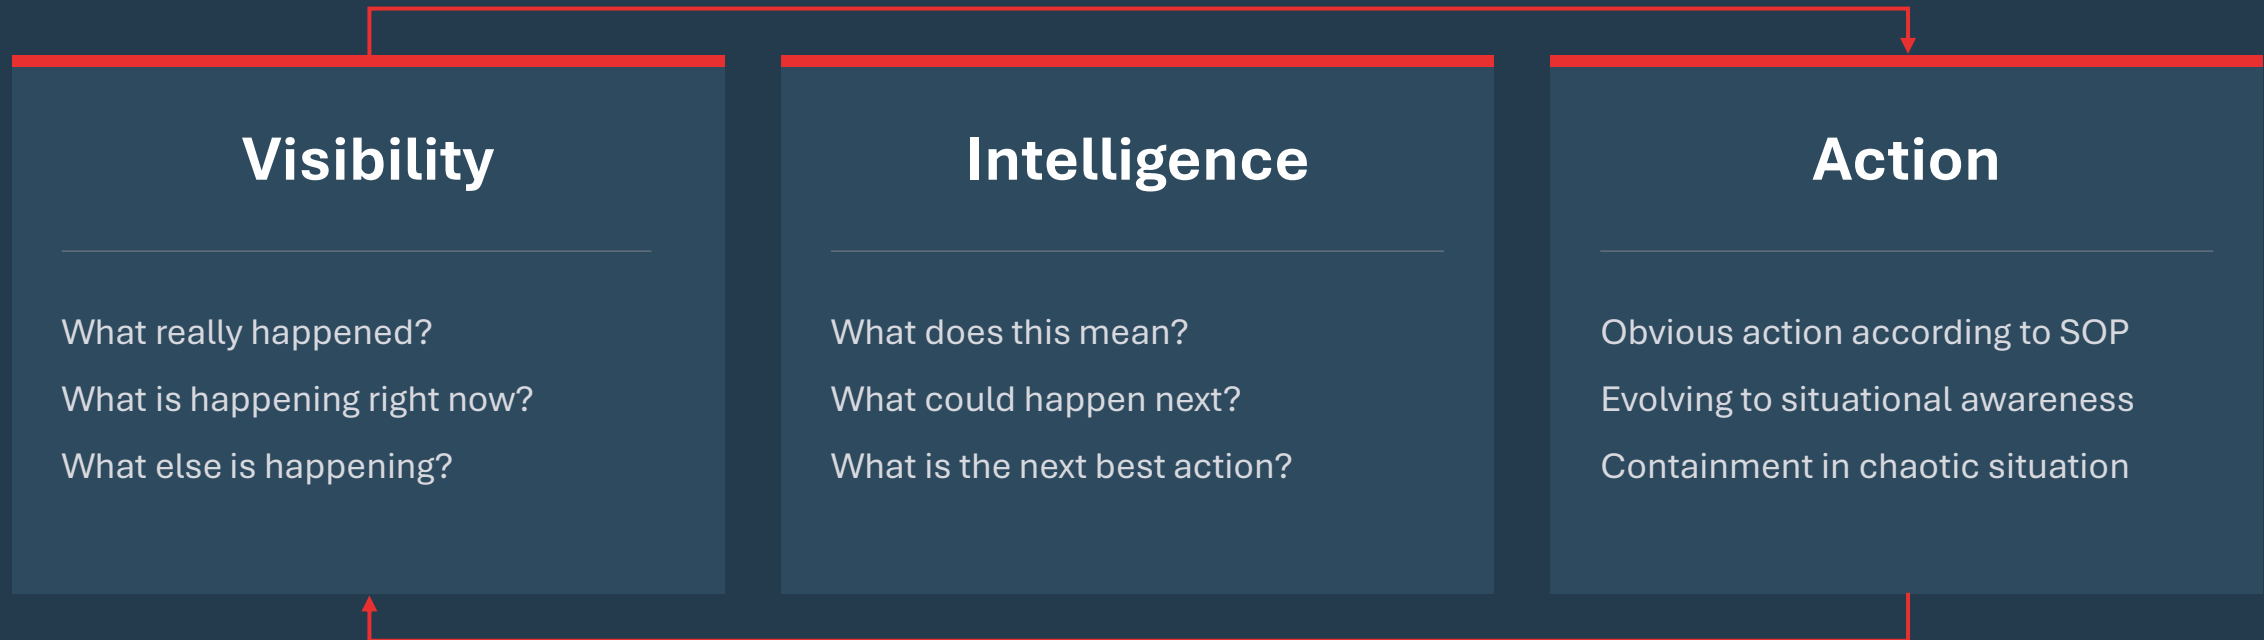 Visibility
What really happened?
What is happening right now?
What else is happening?
Intelligence
What does this mean?
What could happen next?
What is the next best action?
Action
Obvious action according to SOP
Evolving to situational awareness
Containment in chaotic situation